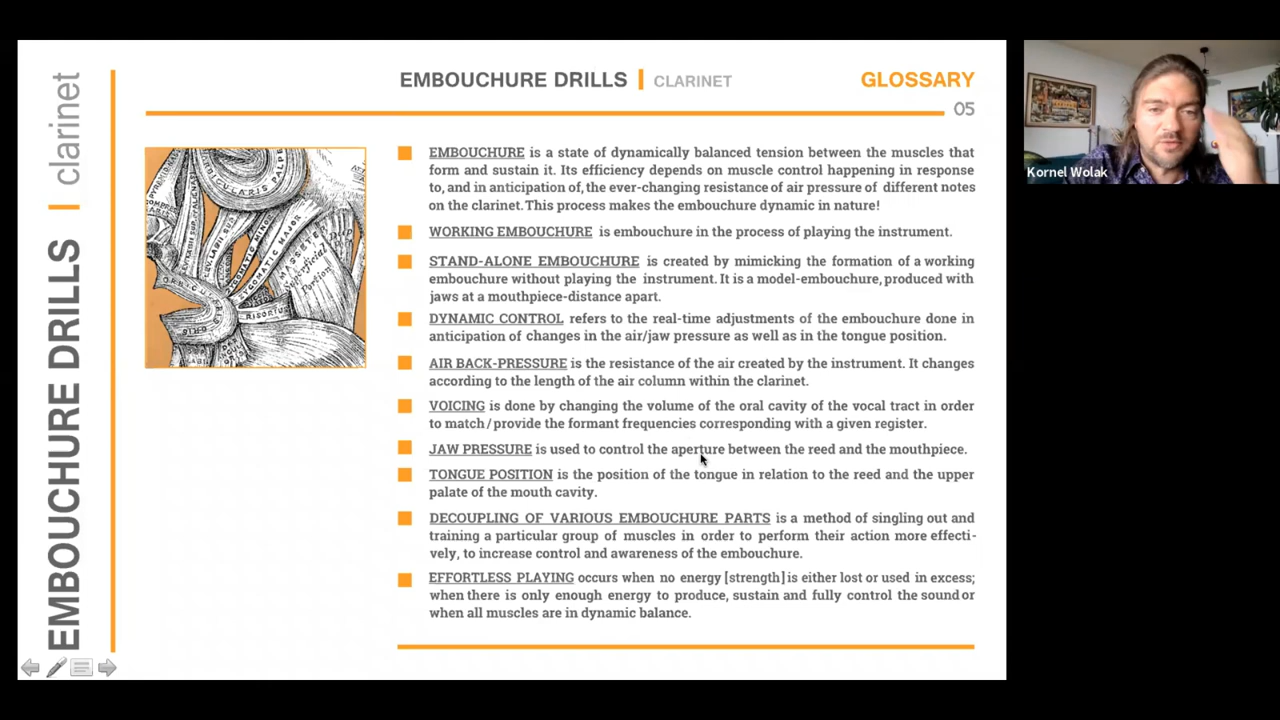 EMBOUCHURE DRILLS | clarinet
EMBOUCHURE DRILLS | CLARINET
GLOSSARY
05
EMBOUCHURE is a state of dynamically balanced tension between the muscles that
form and sustain it. Its efficiency depends on muscle control happening in response
to, and in anticipation of, the ever-changing resistance of air pressure of different notes
on the clarinet. This process makes the embouchure dynamic in nature!
WORKING EMBOUCHURE is embouchure in the process of playing the instrument.
STAND-ALONE EMBOUCHURE is created by mimicking the formation of a working
embouchure without playing the instrument. It is a model-embouchure, produced with
jaws at a mouthpiece-distance apart.
DYNAMIC CONTROL refers to the real-time adjustments of the embouchure done in
anticipation of changes in the air/jaw pressure as well as in the tongue position.
AIR BACK-PRESSURE is the resistance of the air created by the instrument. It changes
according to the length of the air column within the clarinet.
VOICING is done by changing the volume of the oral cavity of the vocal tract in order
to match / provide the formant frequencies corresponding with a given register.
JAW PRESSURE is used to control the aperture between the reed and the mouthpiece.
TONGUE POSITION is the position of the tongue in relation to the reed and the upper
palate of the mouth cavity.
DECOUPLING OF VARIOUS EMBOUCHURE PARTS is a method of singling out and
training a particular group of muscles in order to perform their action more effecti-
vely, to increase control and awareness of the embouchure.
EFFORTLESS PLAYING occurs when no energy [strength] is either lost or used in excess;
when there is only enough energy to produce, sustain and fully control the sound or
when all muscles are in dynamic balance.
ZYGOMATIC MINOR
ZYGOMATIC MAJOR
MASSETER
Superficial
Portion
Risorius
Kornel Wolak